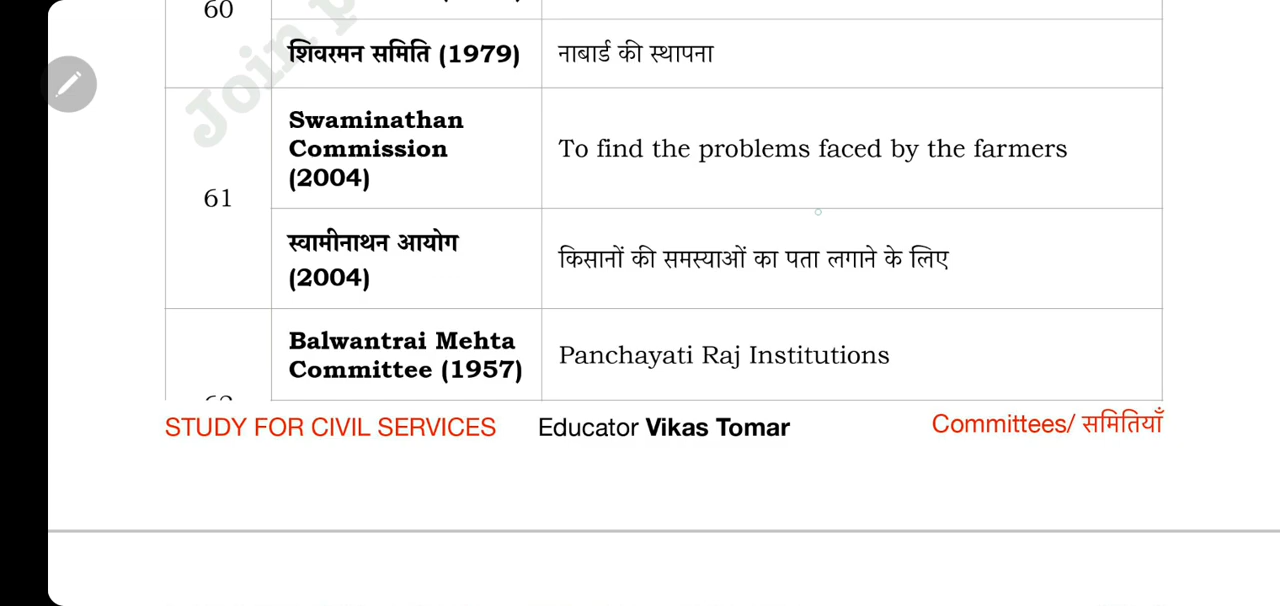 60
शिवरमन समिति (1979) नाबार्ड की स्थापना
Join
Swaminathan
Commission
(2004)
To find the problems faced by the farmers
61
स्वामीनाथन आयोग
(2004)
किसानों की समस्याओं का पता लगाने के लिए
Balwantrai Mehta
Committee (1957)
Panchayati Raj Institutions
STUDY FOR CIVIL SERVICES Educator Vikas Tomar Committees/ समितियाँ